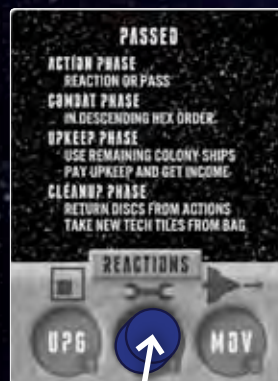 PASSED
ACTION PHASE
REACTION OR PASS
COMBAT PHASE
IN DESCENDING HEX ORDER.
UPKEEP PHASE
USE REMAINING COLONY SHIPS
PAY UPKEEP AND GET INCOME
CLEANUP PHASE
RETURN DISCS FROM ACTIONS
TAKE NEW TECH TILES FROM BAG
REACTIONS
UPG
MOV